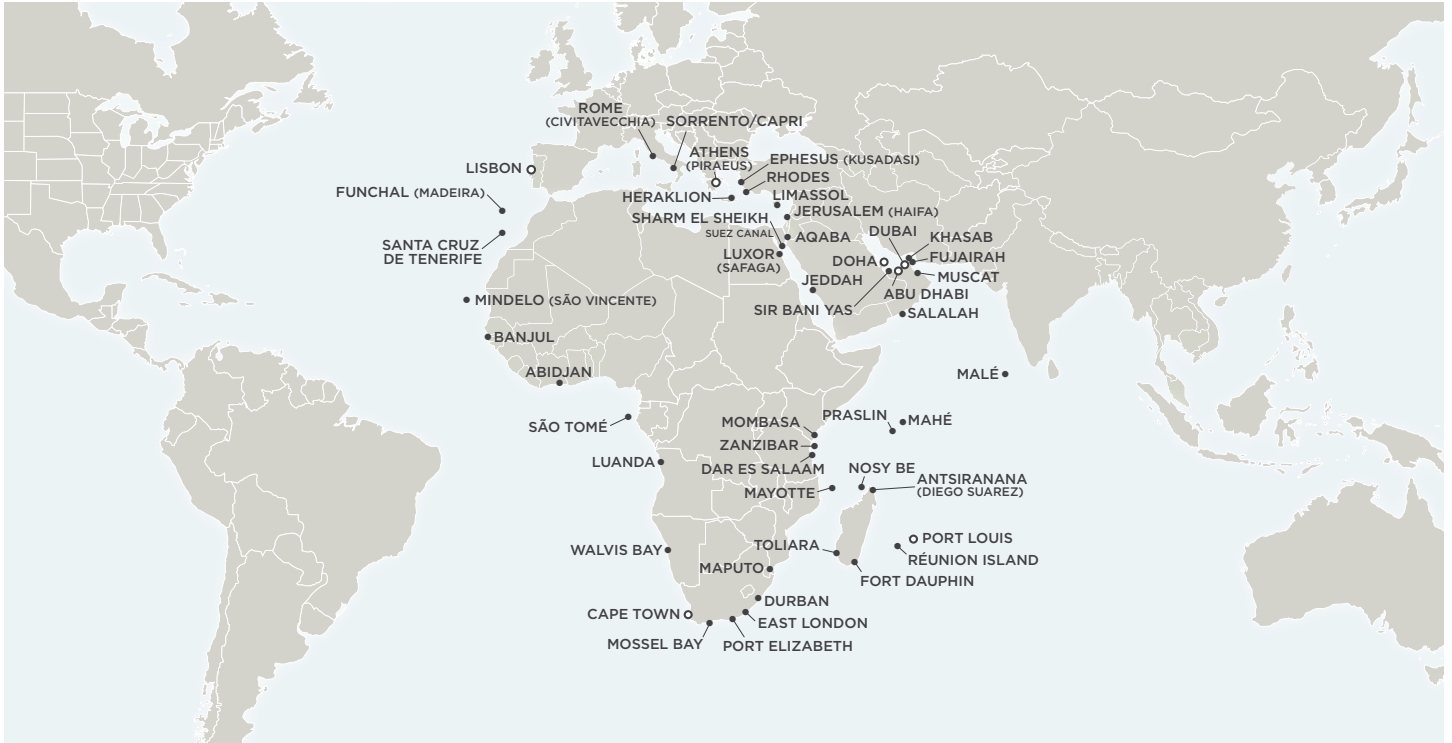 ROME
(CIVITAVECCHIA)
SORRENTO/CAPRI
ATHENS
(PIRAEUS)
EPHESUS (KUSADASI)
LISBON
RHODES
FUNCHAL (MADEIRA)
HERAKLION
LIMASSOL
JERUSALEM (HAIFA)
SHARM EL SHEIKH
SUEZ CANAL
AQABA
DUBAI
KHASAB
SANTA CRUZ
DE TENERIFE
LUXOR
(SAFAGA)
DOHA
FUJAIRAH
JEDDAH
MUSCAT
ABU DHABI
MINDELO (SÃO VINCENTE)
SIR BANI YAS
SALALAH
BANJUL
ABIDJAN
MALÉ
SÃO TOMÉ
MOMBASA
PRASLIN
MAHÉ
ZANZIBAR
LUANDA
DAR ES SALAAM
NOSY BE
ANTSIRANANA
(DIEGO SUAREZ)
MAYOTTE
WALVIS BAY
TOLIARA
PORT LOUIS
RÉUNION ISLAND
MAPUTO
FORT DAUPHIN
DURBAN
CAPE TOWN
EAST LONDON
MOSSEL BAY
PORT ELIZABETH